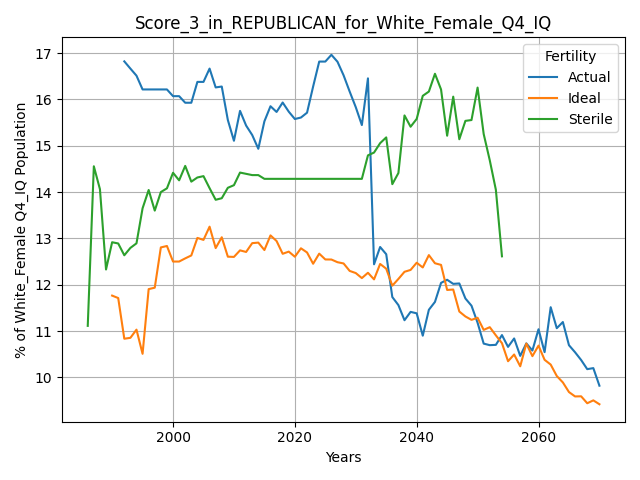 Score_3_in_REPUBLICAN_for_White_Female_Q4_IQ
% of White_Female Q4_IQ Population
17
16
15
14
13
12
11
10
Fertility
Actual
Ideal
Sterile
2000
2020
2040
2060
Years